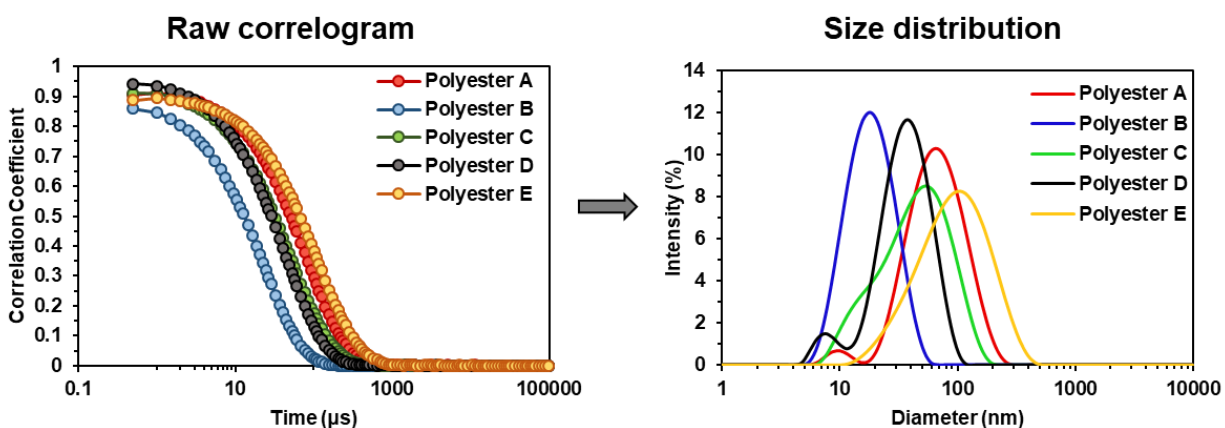 Raw correlogram
Correlation Coefficient
1
0.9
0.8
0.7
0.6
0.5
0.4
0.3
0.2
0.1
0
0.1
10
1000
100000
Time (µs)
Polyester A
Polyester B
Polyester C
Polyester D
Polyester E
Size distribution
Intensity (%)
14
12
10
8
6
4
2
0
1
10
100
1000
10000
Diameter (nm)
Polyester A
Polyester B
Polyester C
Polyester D
Polyester E